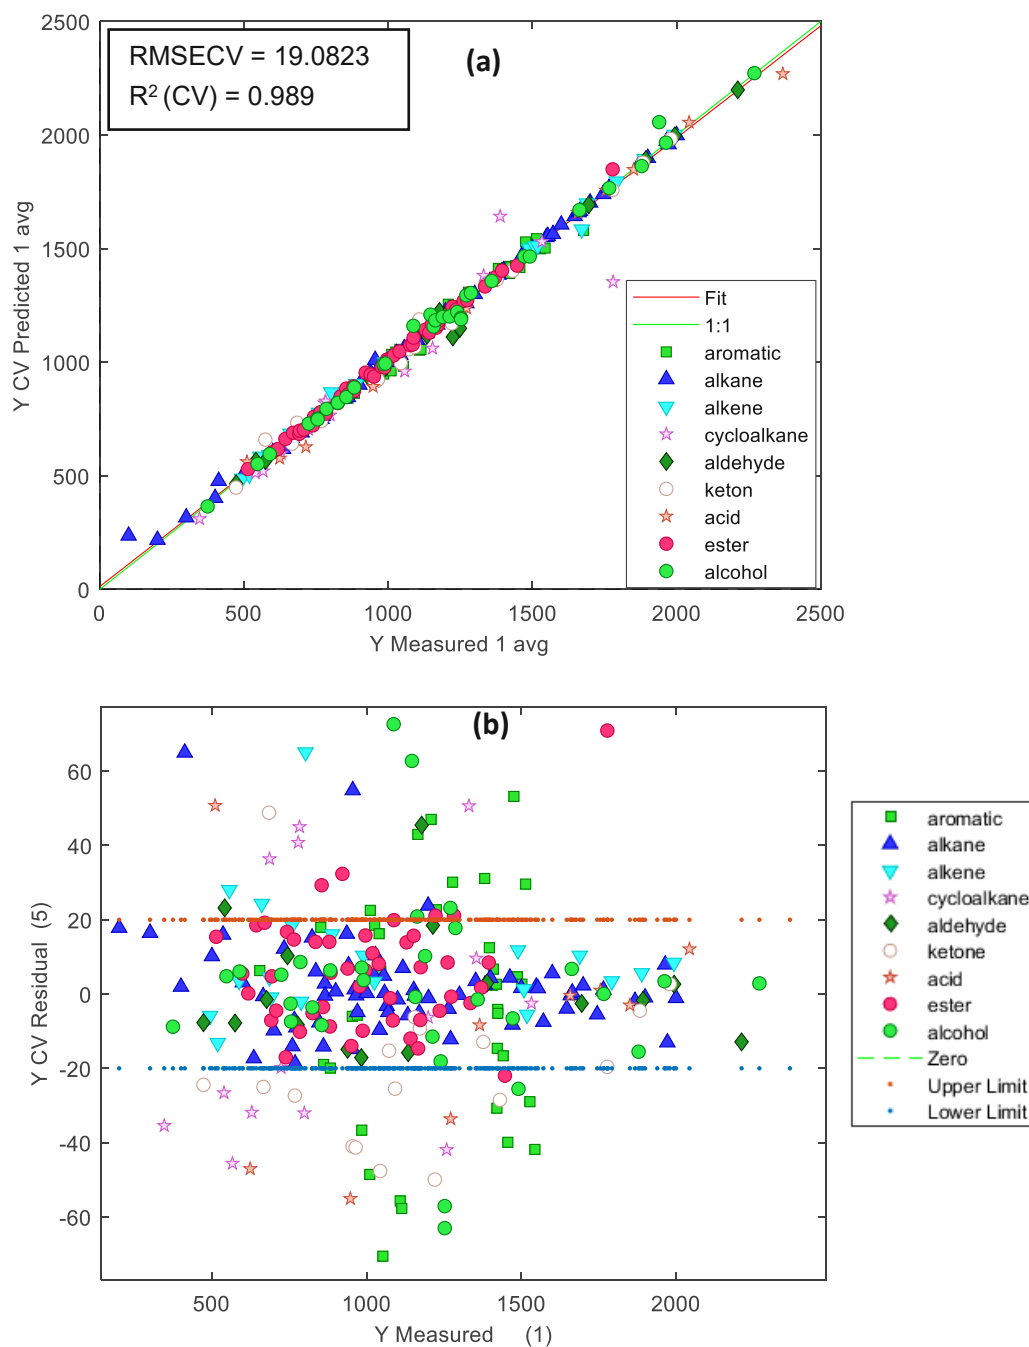 RMSECV = 19.0823
R² (CV) = 0.989
(a)
2500
2000
1500
1000
500
0
Y CV Predicted 1 avg
Fit
1:1
aromatic
alkane
alkene
cycloalkane
aldehyde
keton
acid
ester
alcohol
0 500 1000 1500 2000 2500
Y Measured 1 avg
(b)
60
40
20
0
-20
-40
-60
Y CV Residual (5)
500 1000 1500 2000
Y Measured (1)
aromatic
alkane
alkene
cycloalkane
aldehyde
ketone
acid
ester
alcohol
Zero
Upper Limit
Lower Limit